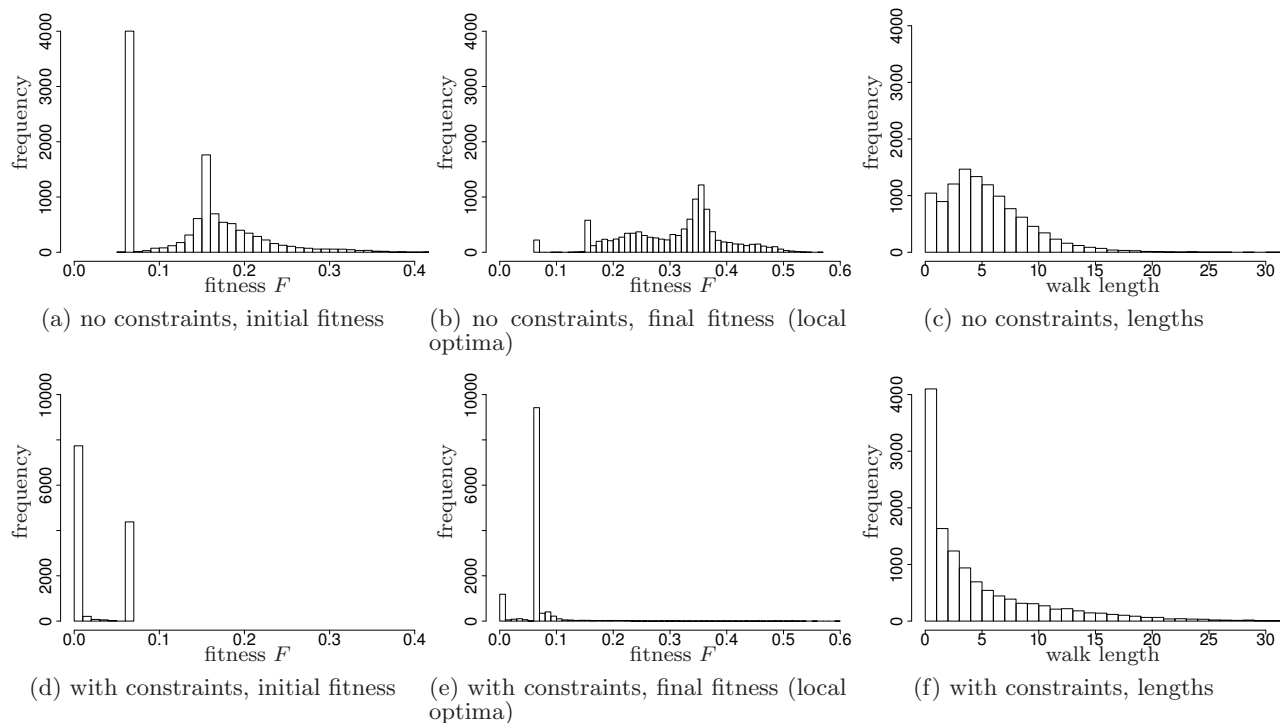 4000
3000
2000
1000
0
frequency
0.0 0.1 0.2 0.3 0.4
fitness F
(a) no constraints, initial fitness
4000
3000
2000
1000
0
frequency
0.0 0.1 0.2 0.3 0.4 0.5 0.6
fitness F
(b) no constraints, final fitness (local
optima)
4000
3000
2000
1000
0
frequency
0 5 10 15 20 25 30
walk length
(c) no constraints, lengths
10000
6000
2000
0
frequency
0.0 0.1 0.2 0.3 0.4
fitness F
(d) with constraints, initial fitness
10000
6000
2000
0
frequency
0.0 0.1 0.2 0.3 0.4 0.5 0.6
fitness F
(e) with constraints, final fitness (local
optima)
4000
3000
2000
1000
0
frequency
0 5 10 15 20 25 30
walk length
(f) with constraints, lengths